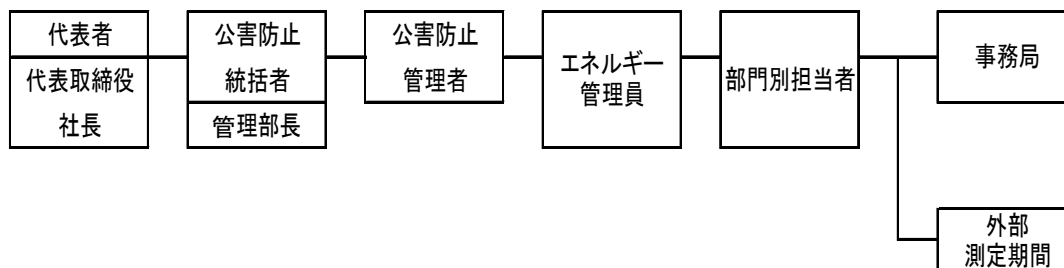 代表者
代表取締役
社長
公害防止
統括者
管理部長
公害防止
管理者
エネルギー
管理員
部門別担当者
事務局
外部
測定期間